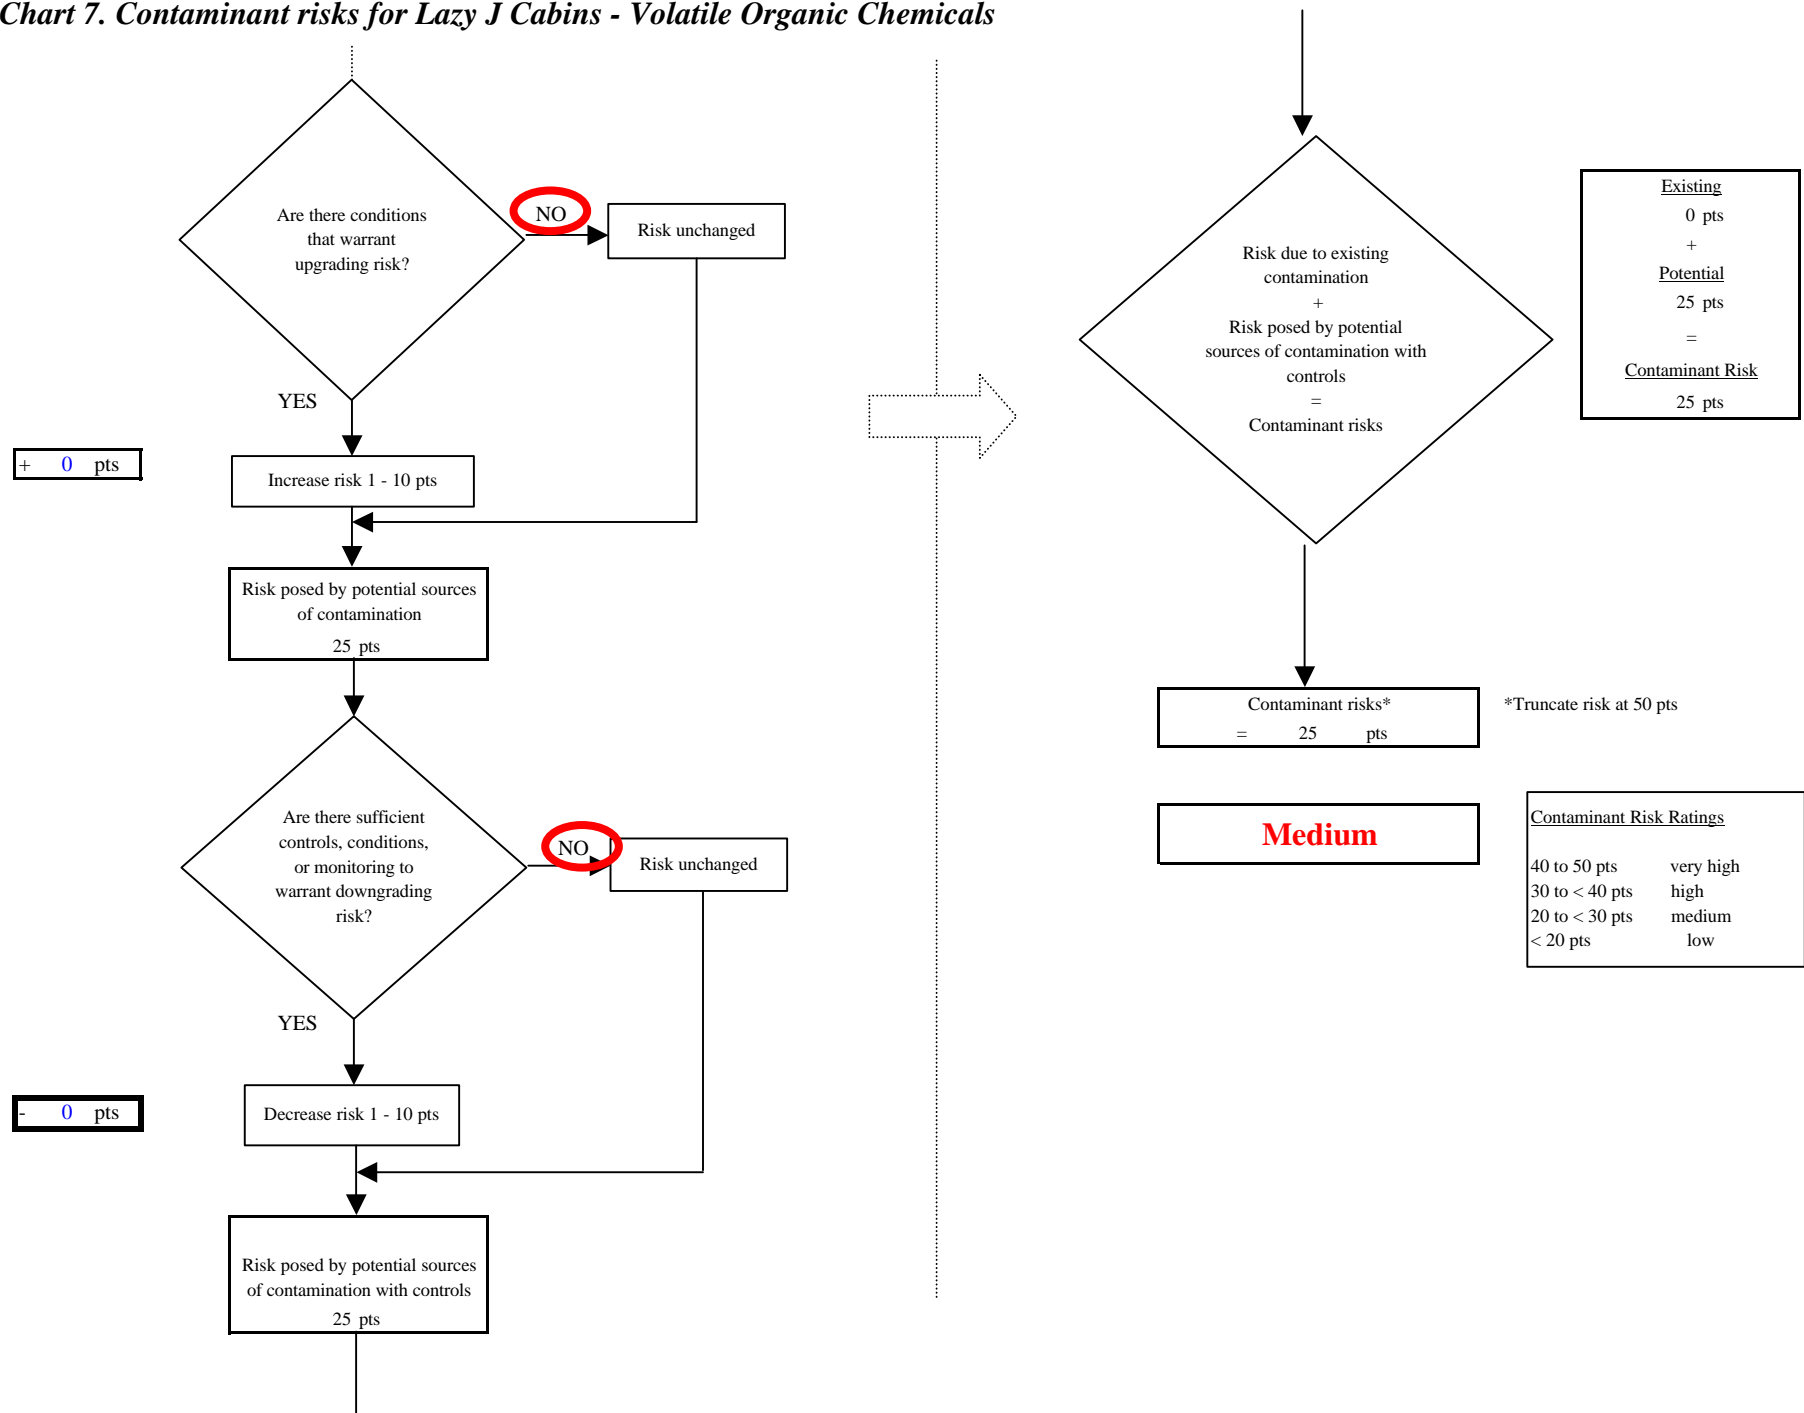 Chart 7. Contaminant risks for Lazy J Cabins - Volatile Organic Chemicals
Are there conditions
that warrant
upgrading risk?
NO
Risk unchanged
YES
+ 0 pts
Increase risk 1 - 10 pts
Risk posed by potential sources
of contamination
25 pts
Are there sufficient
controls, conditions,
or monitoring to
warrant downgrading
risk?
NO
Risk unchanged
YES
- 0 pts
Decrease risk 1 - 10 pts
Risk posed by potential sources
of contamination with controls
25 pts
Risk due to existing
contamination
+
Risk posed by potential
sources of contamination with
controls
=
Contaminant risks
Existing
0 pts
+
Potential
25 pts
=
Contaminant Risk
25 pts
Contaminant risks*
= 25 pts
*Truncate risk at 50 pts
Medium
Contaminant Risk Ratings
40 to 50 pts very high
30 to < 40 pts high
20 to < 30 pts medium
< 20 pts low